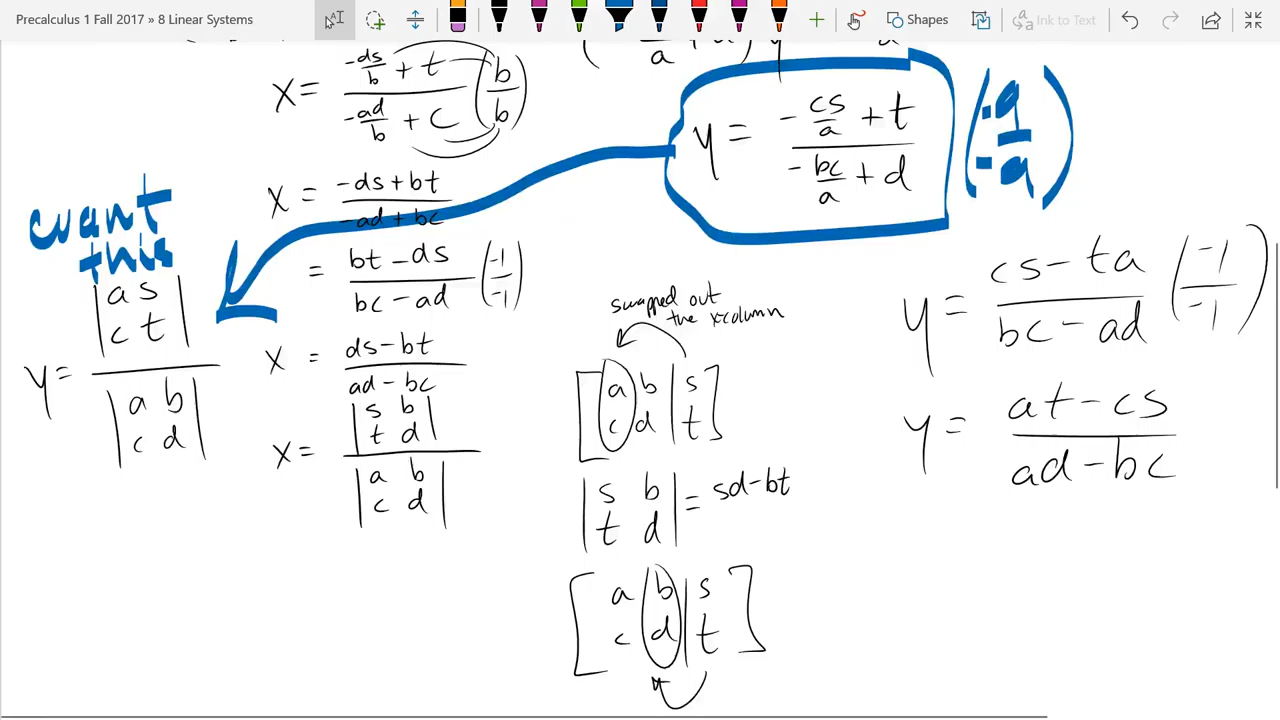 Precalculus 1 Fall 2017 » 8 Linear Systems
Shapes
Ink to Text
x = (-ds/b + t)/(-ad/b + c) (b/b)
x = (-ds+bt)/(-ad+bc)
= (bt-ds)/(bc-ad) (-1/-1)
x = (ds-bt)/(ad-bc)
x = |s b|
|t d|
/
|a b|
|c d|
want
this
y = |a s|
|c t|
/
|a b|
|c d|
y = (-cs/a + t)/(-bc/a + d) (-a/-a)
swapped out
the x-column
[a b | s]
[c d | t]
|s b|
|t d| = sd-bt
[a b | s]
[c d | t]
y = (cs-ta)/(bc-ad) (-1/-1)
y = (at-cs)/(ad-bc)